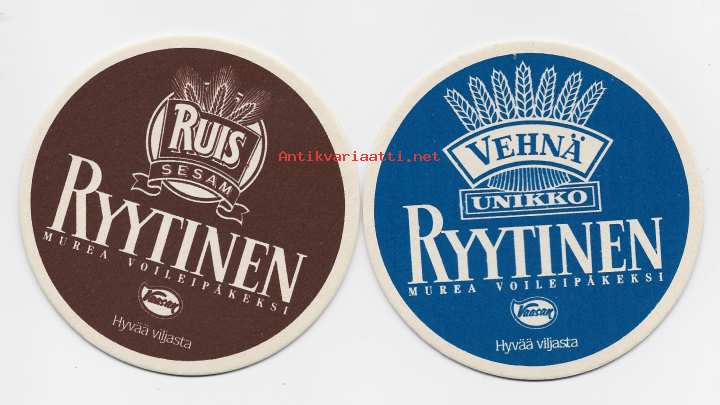 RUIS
SESAM
RYYTINEN
MUREA VOILEIPÄKEKSI
Vaasan
Hyvää viljasta
VEHNÄ
UNIKKO
RYYTINEN
MUREA VOILEIPÄKEKSI
Vaasan
Hyvää viljasta
Antikvariaatti.net